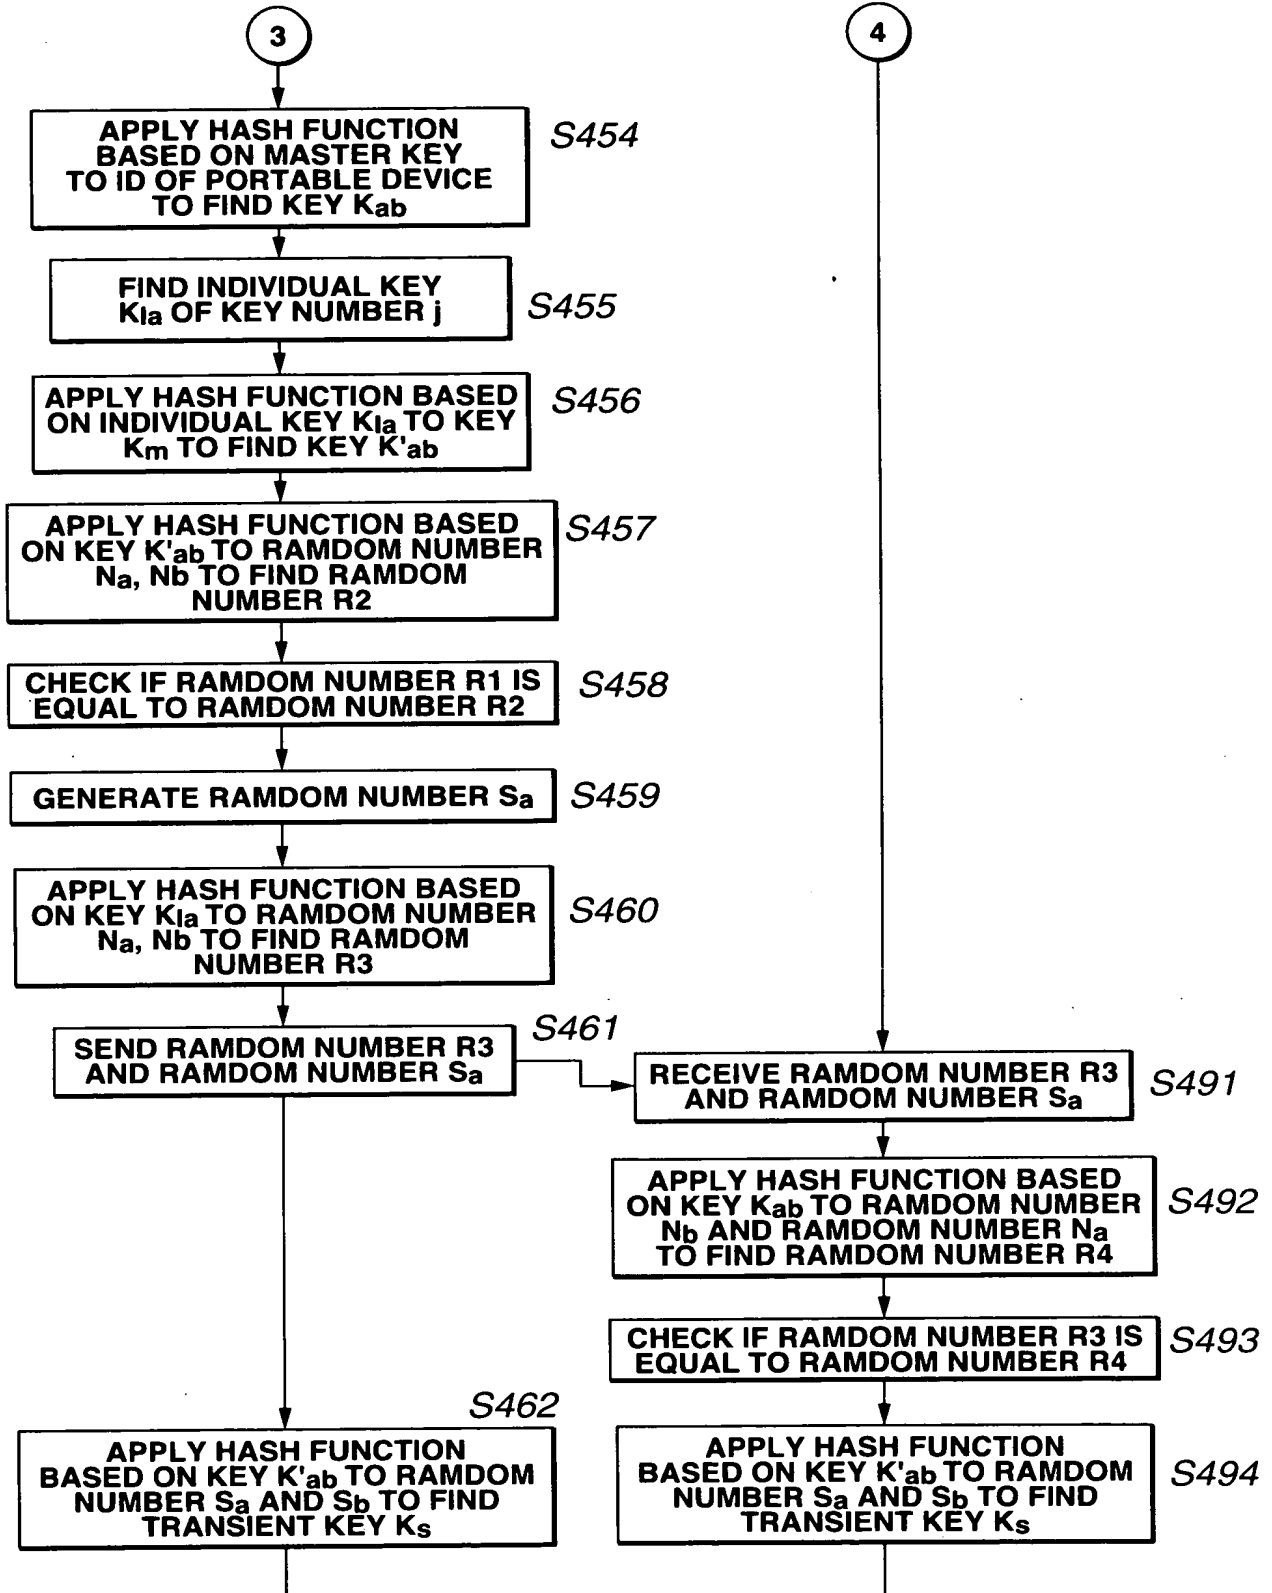 3
APPLY HASH FUNCTION
BASED ON MASTER KEY
TO ID OF PORTABLE DEVICE
TO FIND KEY Kab
S454
FIND INDIVIDUAL KEY
KIa OF KEY NUMBER j
S455
APPLY HASH FUNCTION BASED
ON INDIVIDUAL KEY KIa TO KEY
Km TO FIND KEY K'ab
S456
APPLY HASH FUNCTION BASED
ON KEY K'ab TO RAMDOM NUMBER
Na, Nb TO FIND RAMDOM
NUMBER R2
S457
CHECK IF RAMDOM NUMBER R1 IS
EQUAL TO RAMDOM NUMBER R2
S458
GENERATE RAMDOM NUMBER Sa
S459
APPLY HASH FUNCTION BASED
ON KEY KIa TO RAMDOM NUMBER
Na, Nb TO FIND RAMDOM
NUMBER R3
S460
SEND RAMDOM NUMBER R3
AND RAMDOM NUMBER Sa
S461
S462
APPLY HASH FUNCTION
BASED ON KEY K'ab TO RAMDOM
NUMBER Sa AND Sb TO FIND
TRANSIENT KEY Ks
4
RECEIVE RAMDOM NUMBER R3
AND RAMDOM NUMBER Sa
S491
APPLY HASH FUNCTION BASED
ON KEY Kab TO RAMDOM NUMBER
Nb AND RAMDOM NUMBER Na
TO FIND RAMDOM NUMBER R4
S492
CHECK IF RAMDOM NUMBER R3 IS
EQUAL TO RAMDOM NUMBER R4
S493
APPLY HASH FUNCTION
BASED ON KEY K'ab TO RAMDOM
NUMBER Sa AND Sb TO FIND
TRANSIENT KEY Ks
S494